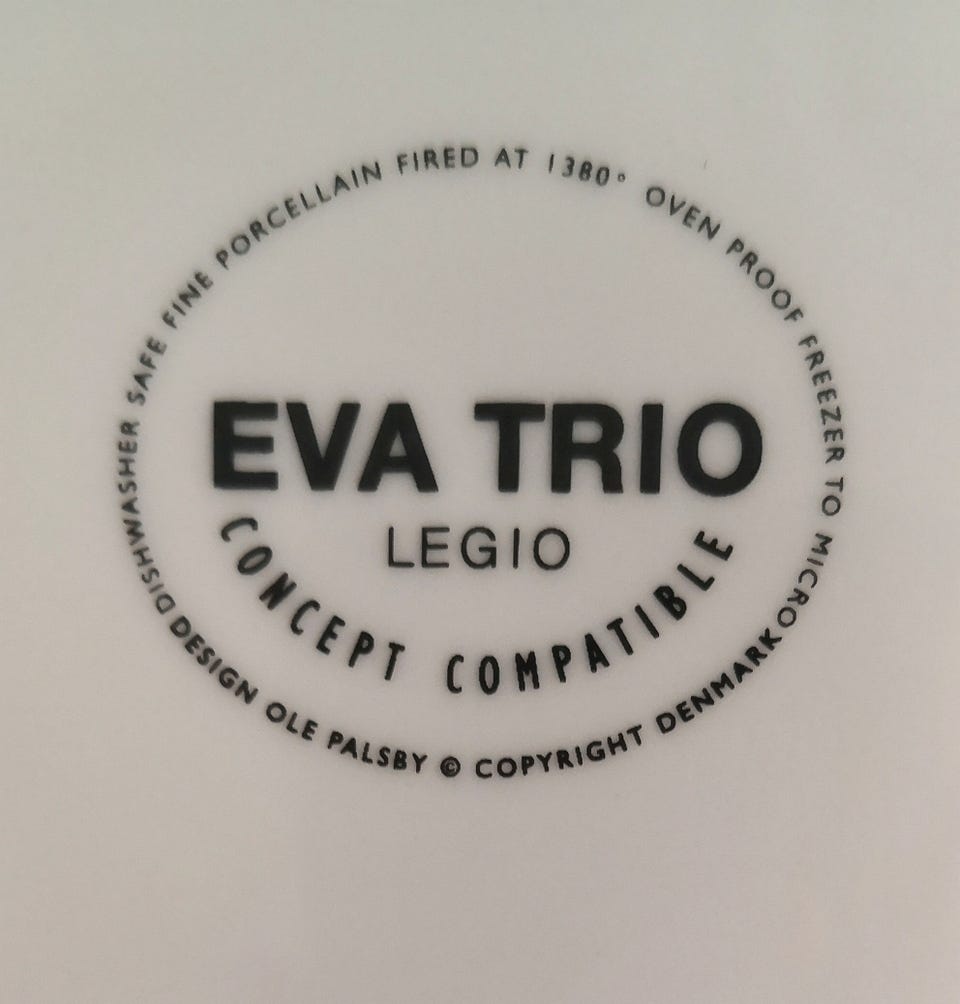 DISHWASHER SAFE FINE PORCELLAIN FIRED AT 1380° OVEN PROOF FREEZER TO MICRO
EVA TRIO
LEGIO
CONCEPT COMPATIBLE
DESIGN OLE PALSBY © COPYRIGHT DENMARK